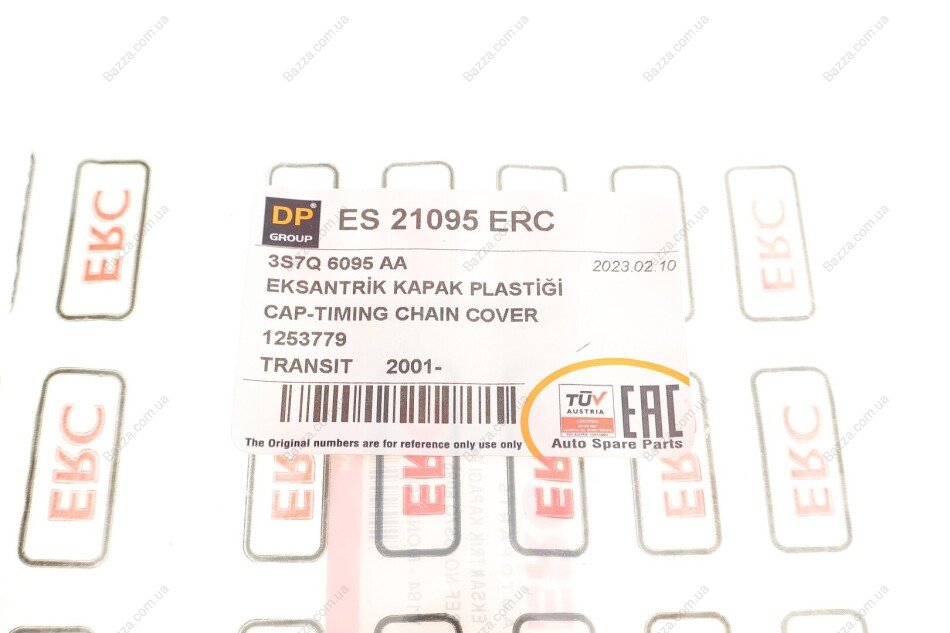 DP® ES 21095 ERC
GROUP
3S7Q 6095 AA 2023.02.10
EKSANTRİK KAPAK PLASTİĞİ
CAP-TIMING CHAIN COVER
1253779
TRANSIT 2001-
TÜV
AUSTRIA
EAC
Auto Spare Parts
The Original numbers are for reference only use only
ERC
ERC
ERC
ERC
ERC
ERC
ERC
ERC
Bazza.com.ua